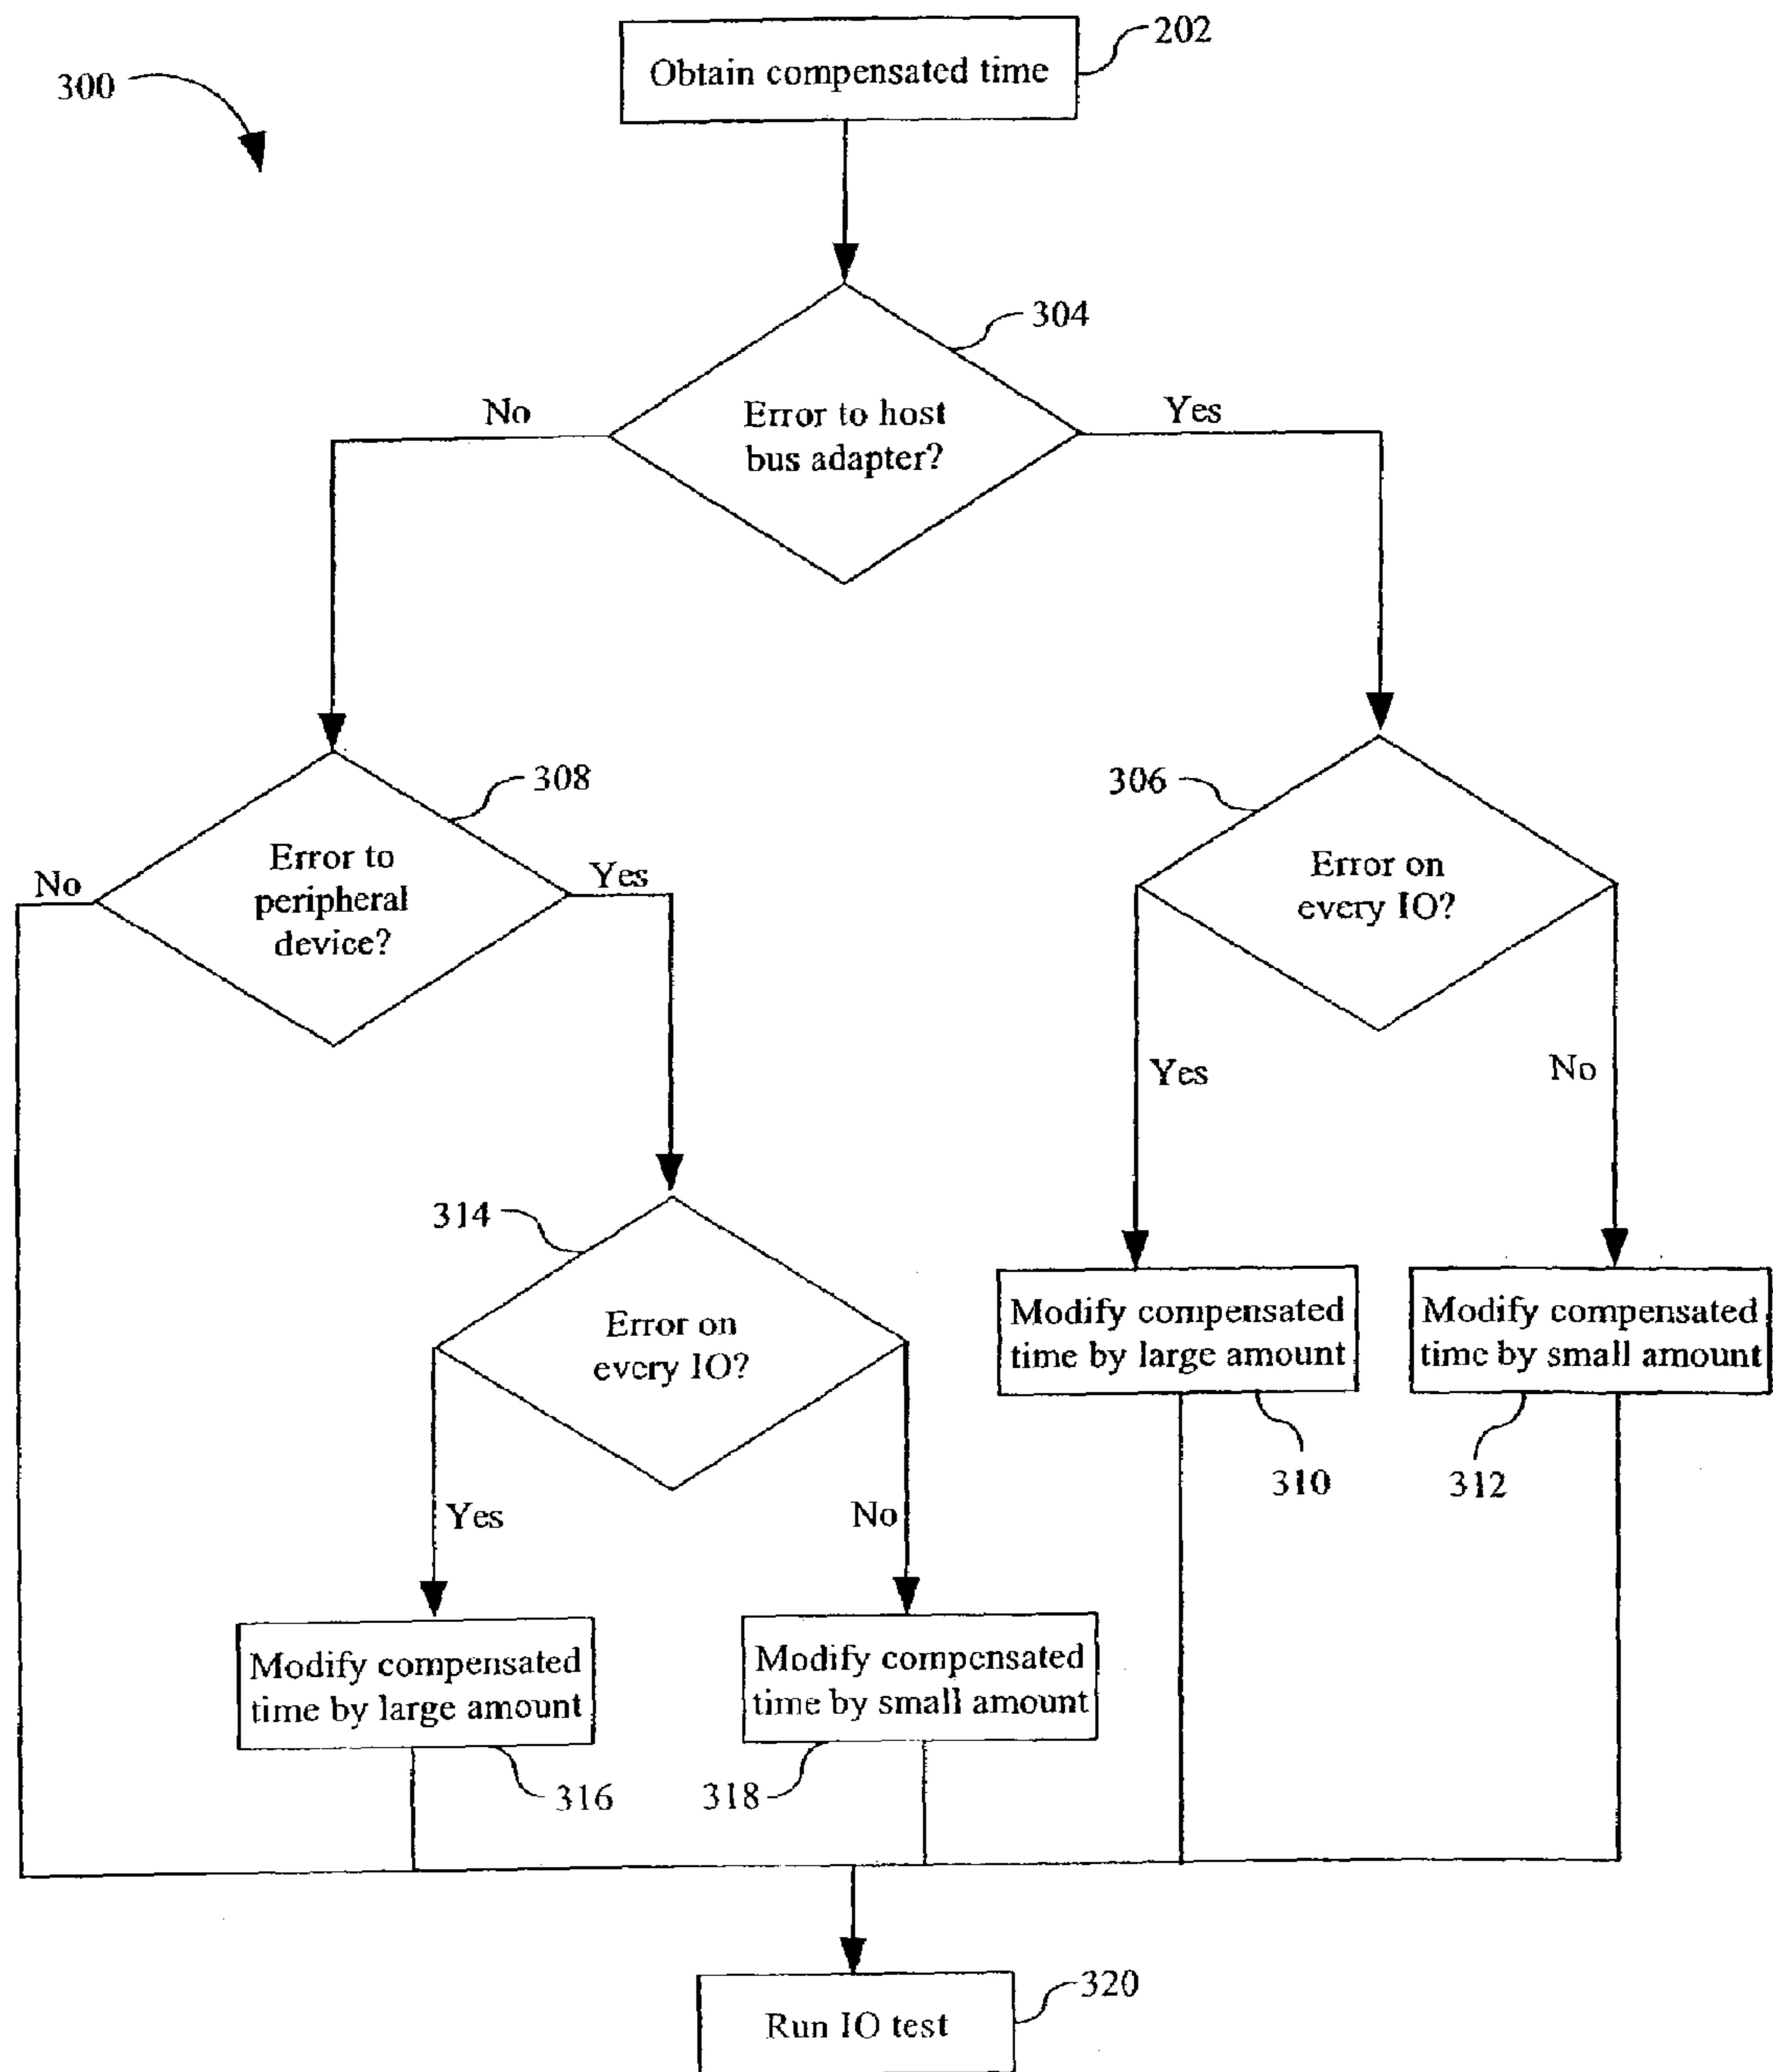 202
Obtain compensated time
300
304
No
Error to host
bus adapter?
Yes
308
306
No
Error to
peripheral
device?
Yes
Error on
every IO?
Yes
No
314
Error on
every IO?
Modify compensated
time by large amount
Modify compensated
time by small amount
310
312
Yes
No
Modify compensated
time by large amount
Modify compensated
time by small amount
316
318
320
Run IO test